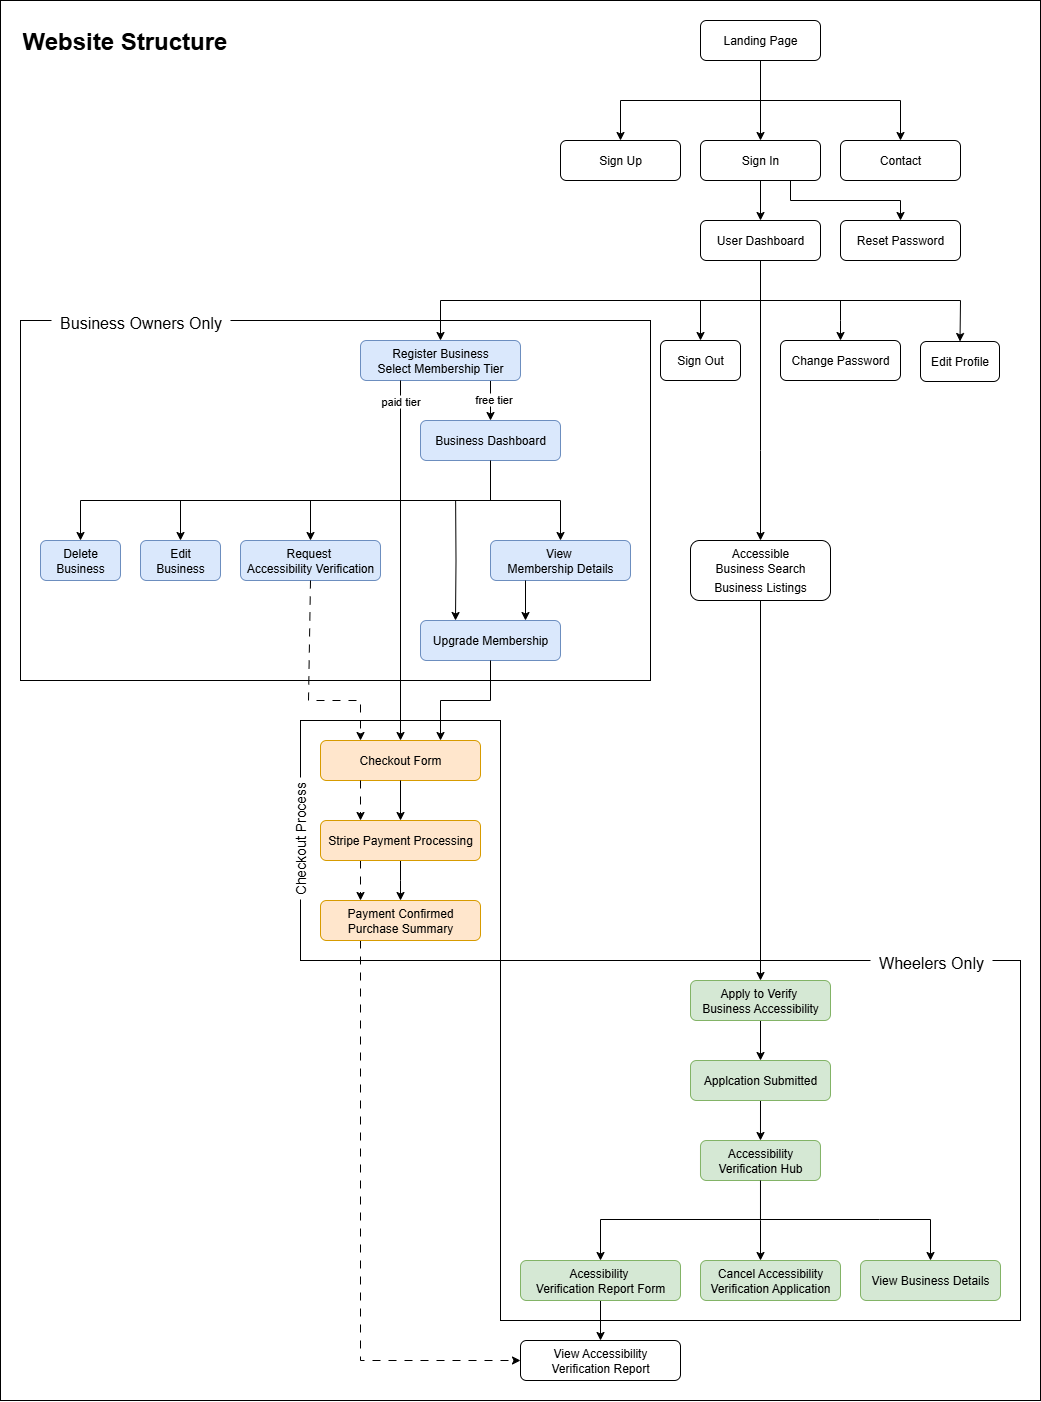 Website Structure
Landing Page
Sign Up
Sign In
Contact
User Dashboard
Reset Password
Business Owners Only
Register Business
Select Membership Tier
Sign Out
Change Password
Edit Profile
paid tier
free tier
Business Dashboard
Delete
Business
Edit
Business
Request
Accessibility Verification
View
Membership Details
Accessible
Business Search
Business Listings
Upgrade Membership
Checkout Process
Checkout Form
Stripe Payment Processing
Payment Confirmed
Purchase Summary
Wheelers Only
Apply to Verify
Business Accessibility
Applcation Submitted
Accessibility
Verification Hub
Acessibility
Verification Report Form
Cancel Accessibility
Verification Application
View Business Details
View Accessibility
Verification Report